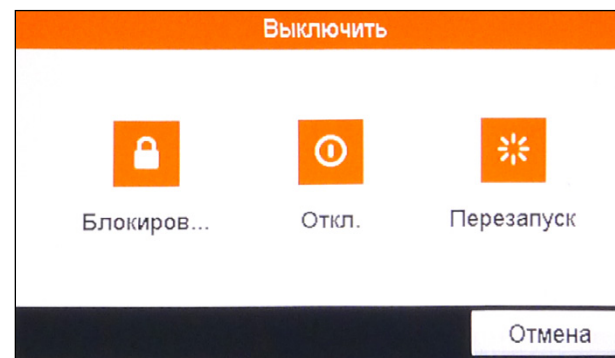 Выключить
Блокиров...
Откл.
Перезапуск
Отмена